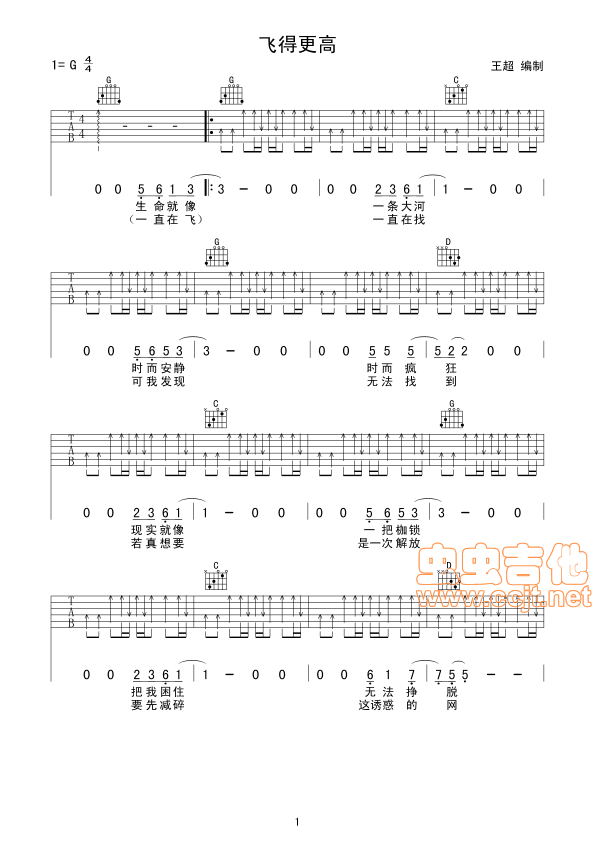 飞得更高
1= G 4/4
王超 编制
G G C
T A B 4 4 - - -
0 0 5 6 1 3 3 - 0 0 0 0 2 3 6 1 1 - 0 0
生 命 就 像 一 条 大 河
(一 直 在 飞) 一 直 在 找
G D
T A B
0 0 5 6 5 3 3 - 0 0 0 0 5 5 5 5 2 2 0 0
时 而 安 静 时 而 疯 狂
可 我 发 现 无 法 找 到
C G
T A B
0 0 2 3 6 1 1 - 0 0 0 0 5 6 5 3 3 - 0 0
现 实 就 像 一 把 枷 锁
若 真 想 要 是 一 次 解 放
虫虫吉他
www.ccjt.net
C D
T A B
0 0 2 3 6 1 1 - 0 0 0 0 6 1 7 7 5 5 - -
把 我 困 住 无 法 挣 脱
要 先 减 碎 这 诱 惑 的 网
1